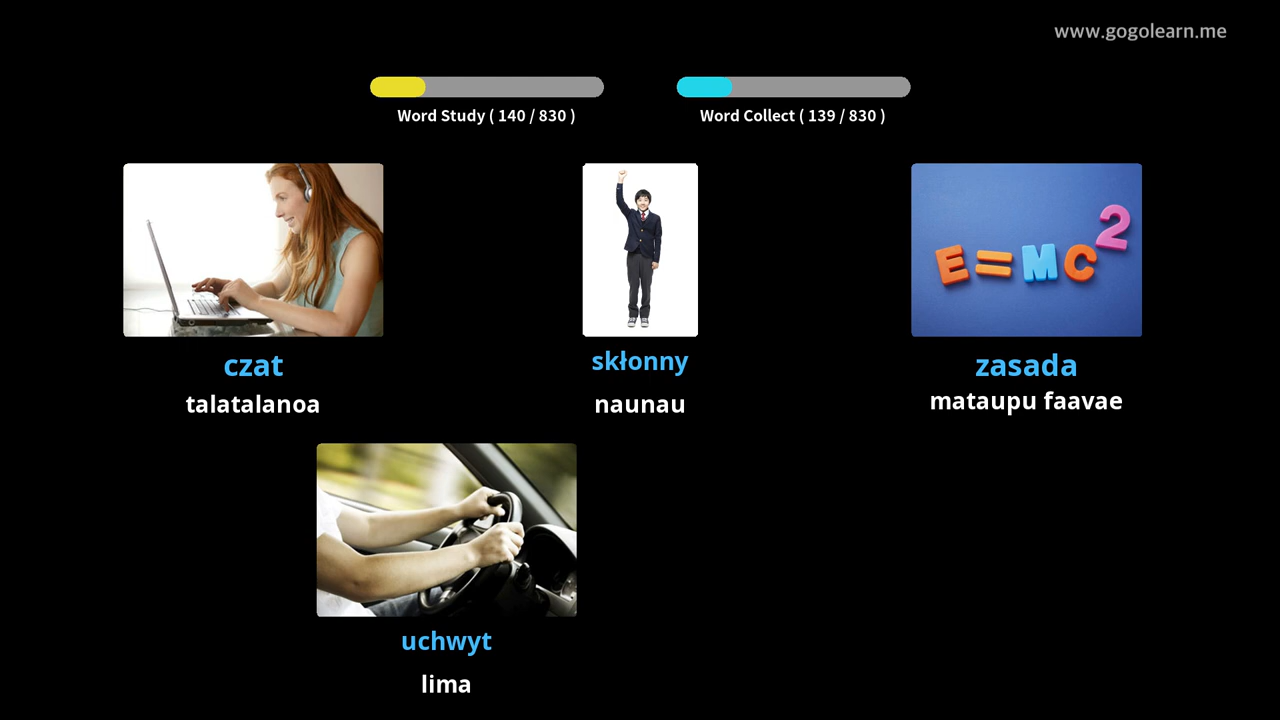 www.gogolearn.me
Word Study ( 140 / 830 )
Word Collect ( 139 / 830 )
E=MC2
czat
talatalanoa
skłonny
naunau
zasada
mataupu faavae
uchwyt
lima